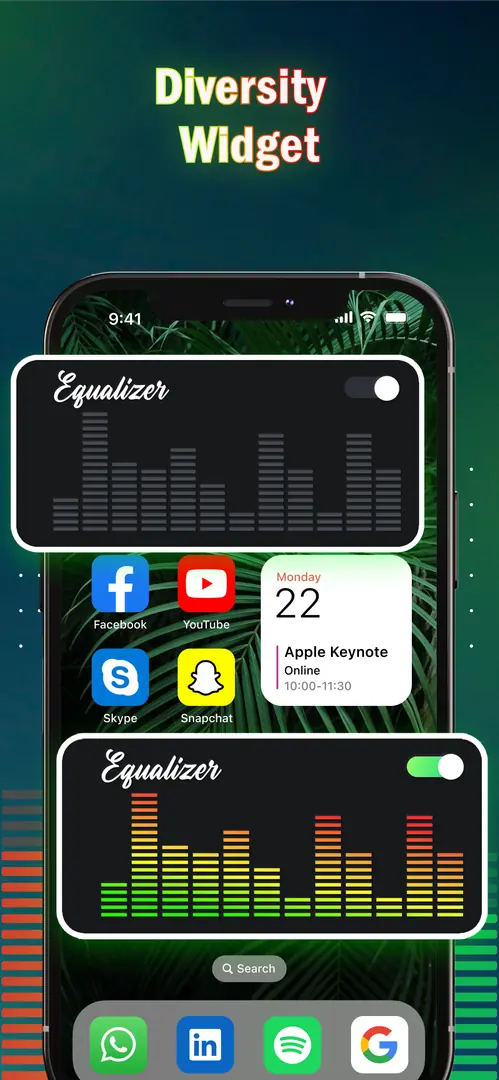 Diversity
Widget
9:41
Equalizer
Facebook
YouTube
Monday
22
Apple Keynote
Online
10:00-11:30
Skype
Snapchat
Equalizer
Search